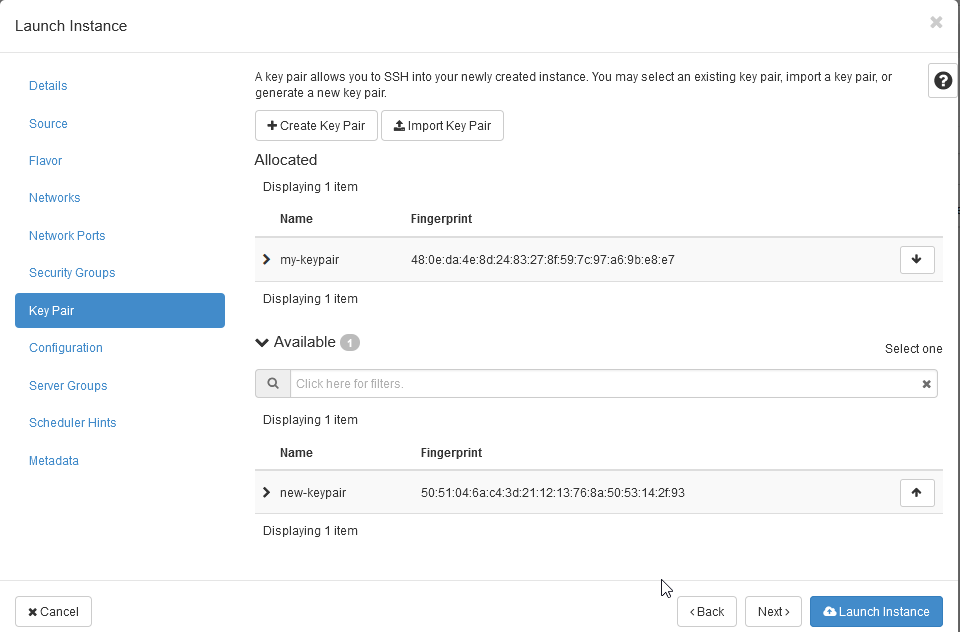 Launch Instance
Details
Source
Flavor
Networks
Network Ports
Security Groups
Key Pair
Configuration
Server Groups
Scheduler Hints
Metadata
A key pair allows you to SSH into your newly created instance. You may select an existing key pair, import a key pair, or
generate a new key pair.
Create Key Pair Import Key Pair
Allocated
Displaying 1 item
Name Fingerprint
my-keypair 48:0e:da:4e:8d:24:83:27:8f:59:7c:97:a6:9b:e8:e7
Displaying 1 item
Available 1
Select one
Click here for filters.
Displaying 1 item
Name Fingerprint
new-keypair 50:51:04:6a:c4:3d:21:12:13:76:8a:50:53:14:2f:93
Displaying 1 item
Cancel
Back Next Launch Instance